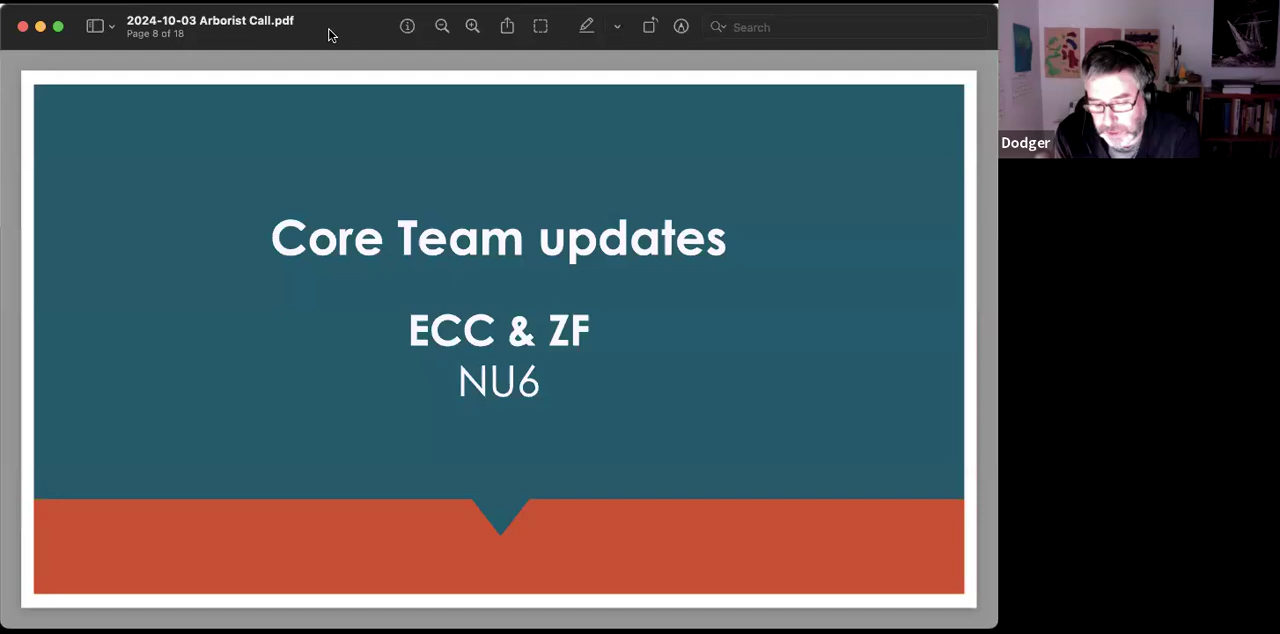 2024-10-03 Arborist Call.pdf
Page 8 of 18
Search
Core Team updates
ECC & ZF
NU6
Dodger